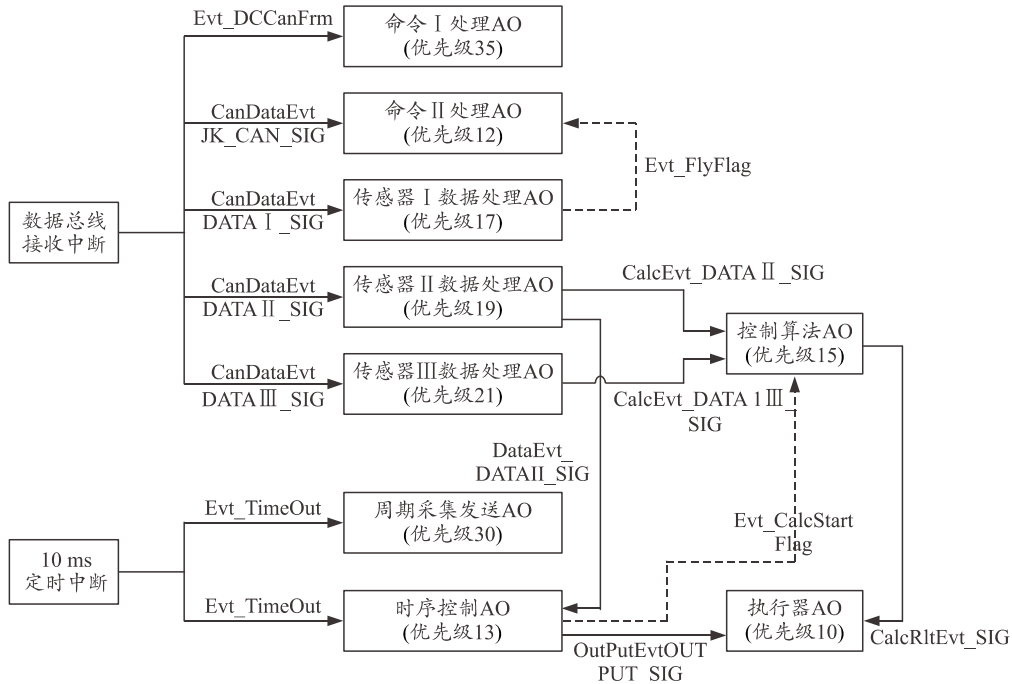 Evt_DCCanFrm
命令Ⅰ处理AO
(优先级35)
CanDataEvt
JK_CAN_SIG
命令Ⅱ处理AO
(优先级12)
Evt_FlyFlag
CanDataEvt
DATAⅠ_SIG
传感器Ⅰ数据处理AO
(优先级17)
数据总线
接收中断
CanDataEvt
DATAⅡ_SIG
传感器Ⅱ数据处理AO
(优先级19)
CalcEvt_DATAⅡ_SIG
控制算法AO
(优先级15)
CanDataEvt
DATAⅢ_SIG
传感器Ⅲ数据处理AO
(优先级21)
CalcEvt_DATA 1Ⅲ_
SIG
DataEvt_
DATAII_SIG
Evt_TimeOut
周期采集发送AO
(优先级30)
Evt_CalcStart
Flag
10 ms
定时中断
Evt_TimeOut
时序控制AO
(优先级13)
OutPutEvtOUT
PUT_SIG
执行器AO
(优先级10)
CalcRltEvt_SIG